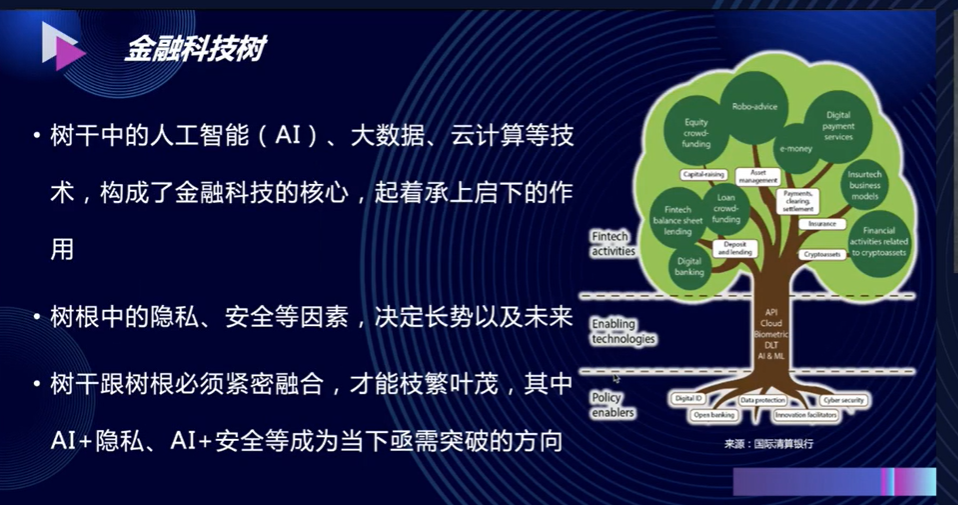 金融科技树
• 树干中的人工智能（AI）、大数据、云计算等技
术，构成了金融科技的核心，起着承上启下的作
用
• 树根中的隐私、安全等因素，决定长势以及未来
• 树干跟树根必须紧密融合，才能枝繁叶茂，其中
AI+隐私、AI+安全等成为当下亟需突破的方向
Robo-advice
Equity
crowd-
funding
Digital
payment
services
e-money
Capital-raising
Asset
management
Insurtech
business
models
Payments,
clearing,
settlement
Loan
crowd-
funding
Fintech
balance sheet
lending
Insurance
Financial
activities related
to cryptoassets
Deposit
and lending
Cryptoassets
Digital
banking
Fintech
activities
Enabling
technologies
API
Cloud
Biometric
DLT
AI & ML
Policy
enablers
Digital ID
Data protection
Cyber security
Open banking
Innovation facilitators
来源：国际清算银行